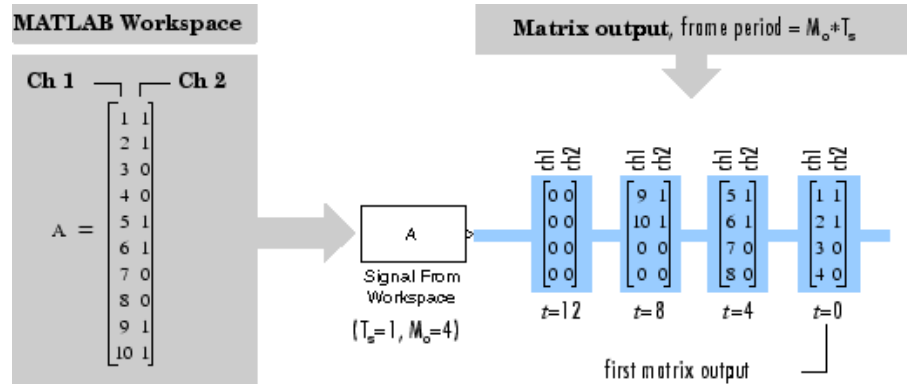 MATLAB Workspace
Ch 1 Ch 2
A =
1 1
2 1
3 0
4 0
5 1
6 1
7 0
8 0
9 1
10 1
Matrix output, frame period = Mo*Ts
A
Signal From
Workspace
(Ts=1, Mo=4)
ch1 ch2
0 0
0 0
0 0
0 0
t=12
ch1 ch2
9 1
10 1
0 0
0 0
t=8
ch1 ch2
5 1
6 1
7 0
8 0
t=4
ch1 ch2
1 1
2 1
3 0
4 0
t=0
first matrix output